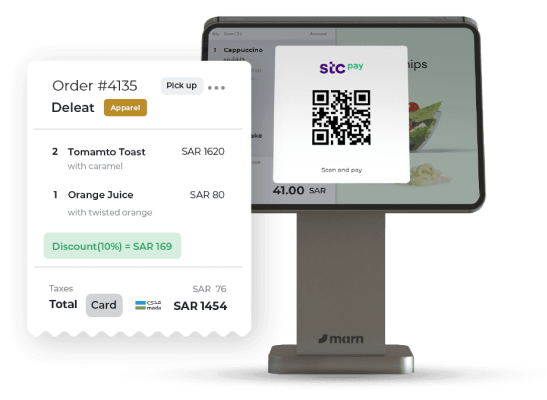 Order #4135
Pick up
Deleat
Apparel
2 Tomamto Toast SAR 1620
with caramel
1 Orange Juice SAR 80
with twisted orange
Discount(10%) = SAR 169
Taxes SAR 76
Total Card mada SAR 1454
1 Cappuccino
stc pay
Scan and pay
41.00 SAR
marn